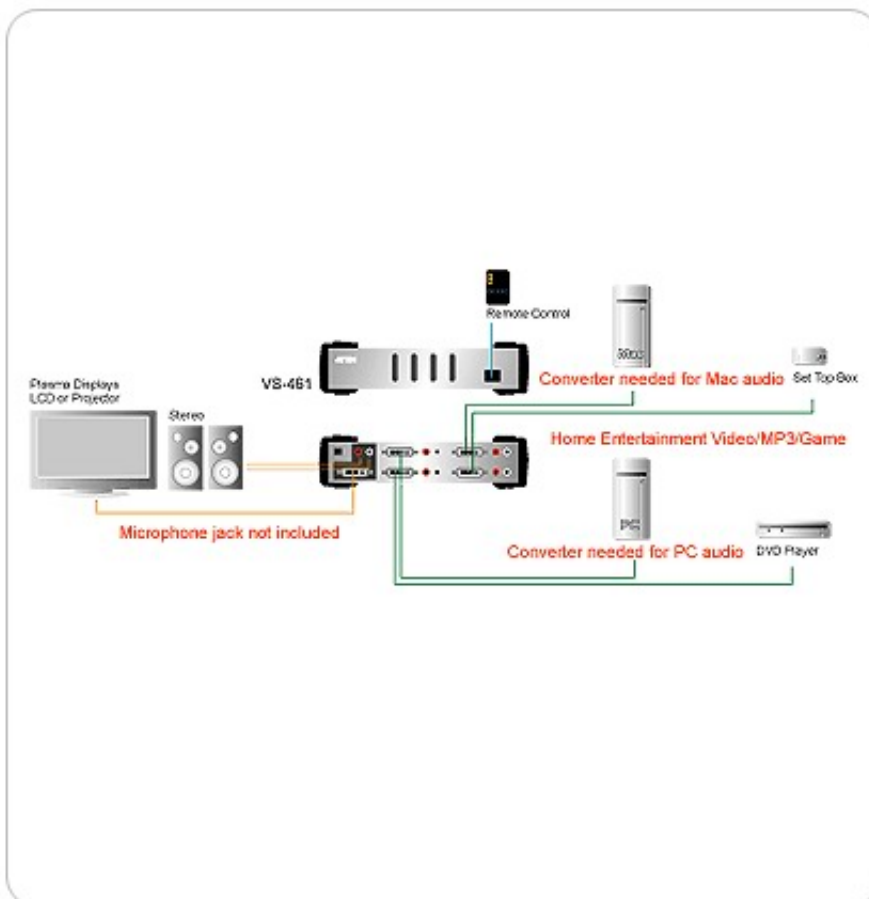 Remote Control
Mac
VS-461
Converter needed for Mac audio
Set Top Box
Plasma Displays
LCD or Projector
Stereo
Home Entertainment Video/MP3/Game
PC
Microphone jack not included
Converter needed for PC audio
DVD Player